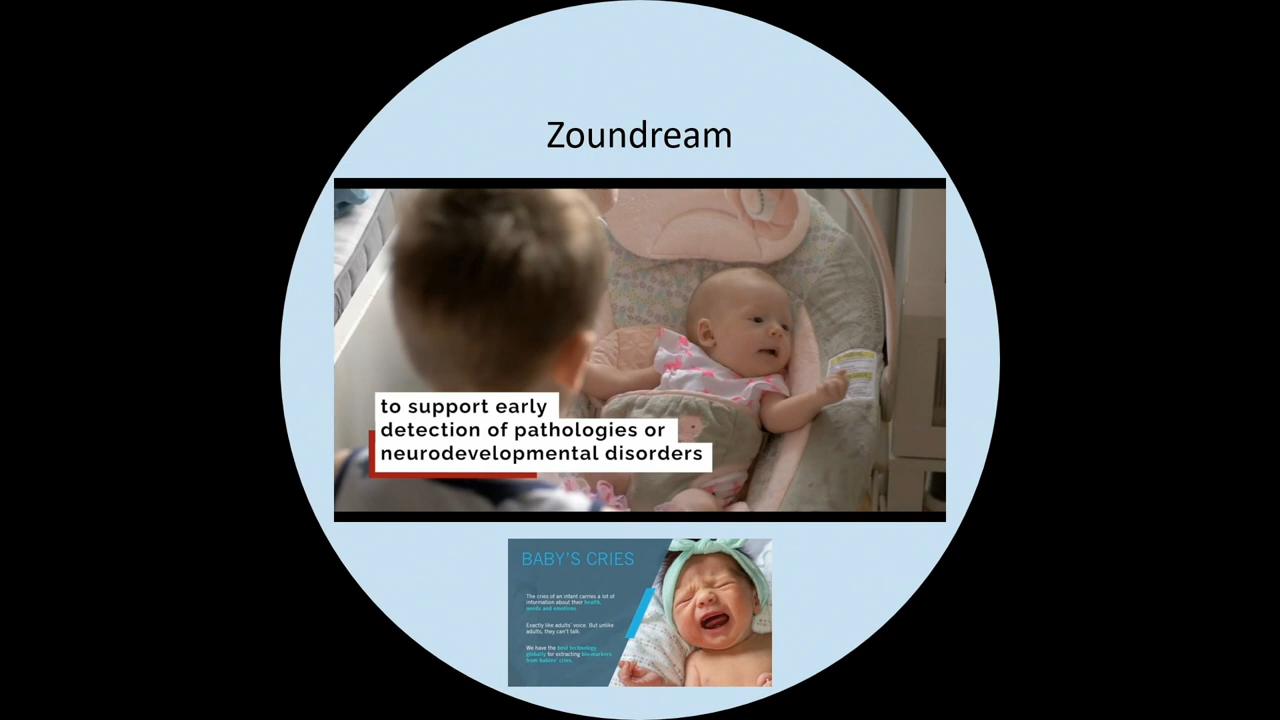 Zoundream
to support early
detection of pathologies or
neurodevelopmental disorders
BABY'S CRIES
The cries of an infant carries a lot of
information about their health,
needs and emotions
Exactly like adults' voice. But unlike
adults, they can't talk.
We have the best technology
globally for extracting bio-markers
from babies' cries.